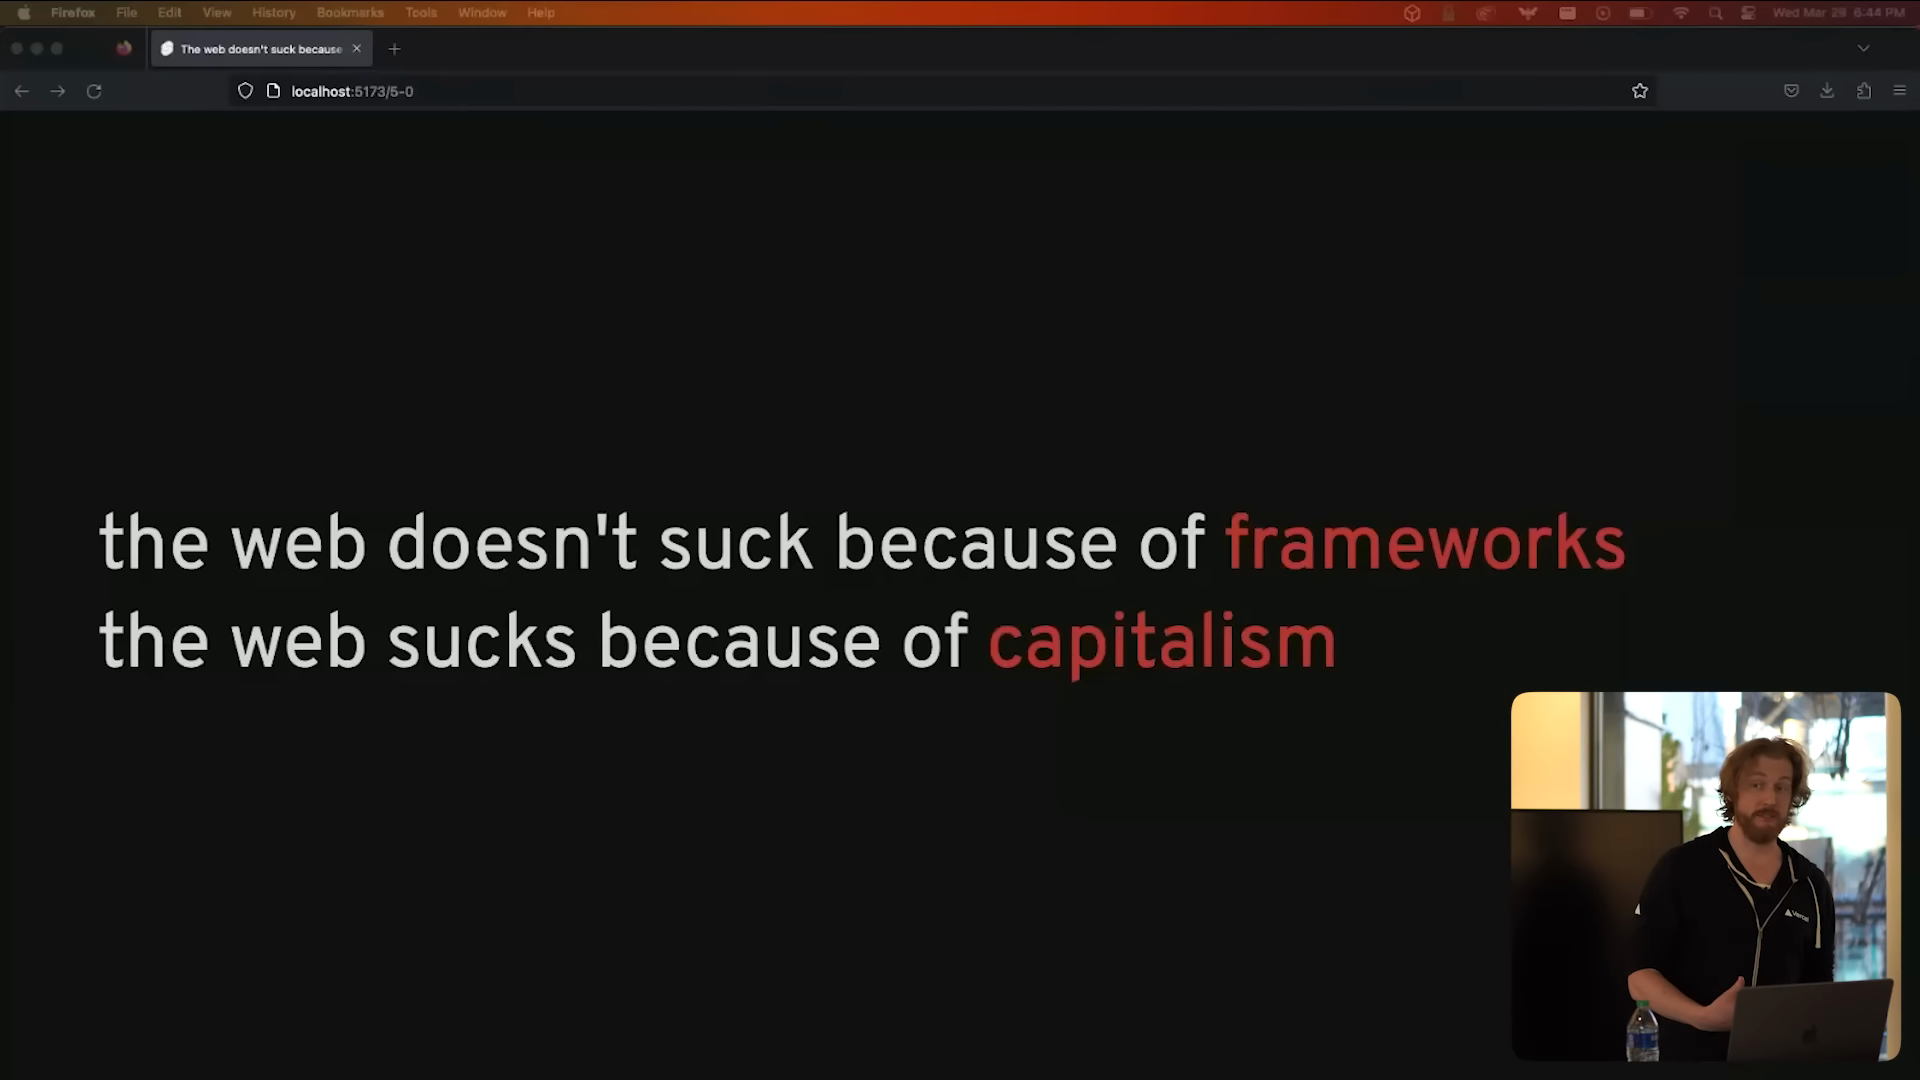 Firefox File Edit View History Bookmarks Tools Window Help
Wed Mar 29 6:44 PM
The web doesn't suck because
localhost:5173/5-0
the web doesn't suck because of frameworks
the web sucks because of capitalism
Vercel